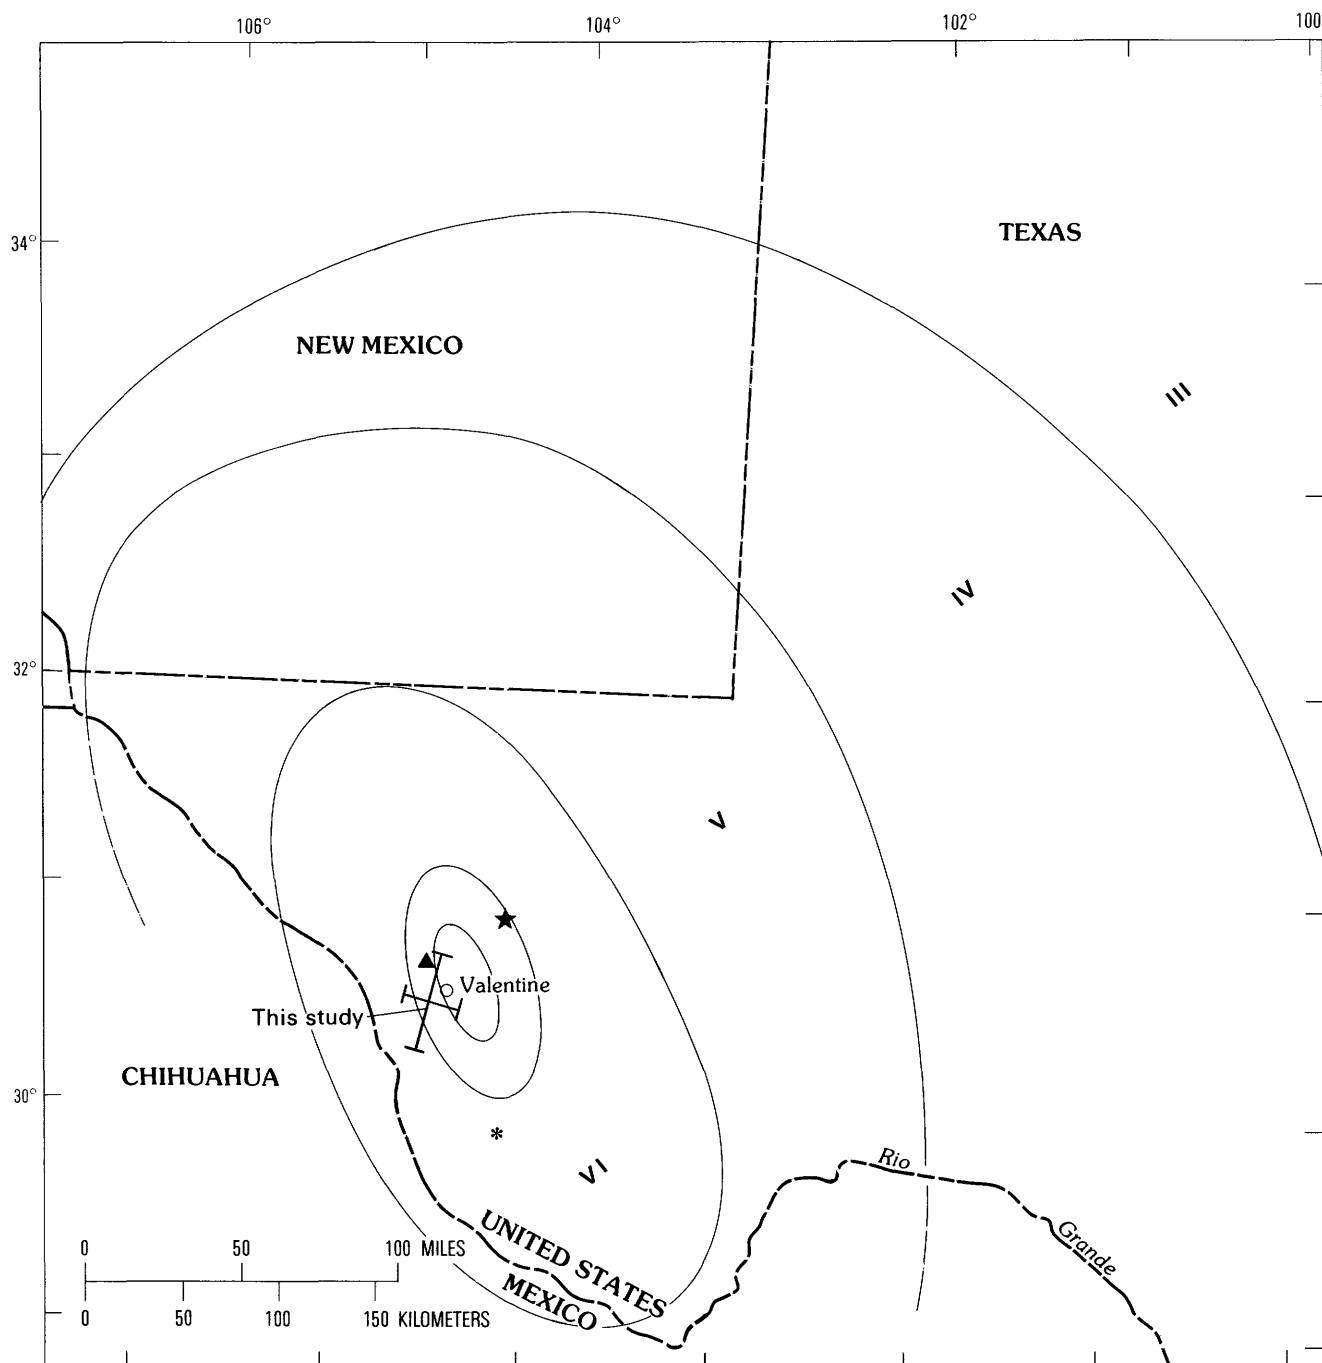 106° 104° 102° 100
34°
TEXAS
NEW MEXICO
III
IV
32°
V
Valentine
This study
CHIHUAHUA
30°
*
VI
Rio
Grande
UNITED STATES
MEXICO
0 50 100 MILES
0 50 100 150 KILOMETERS